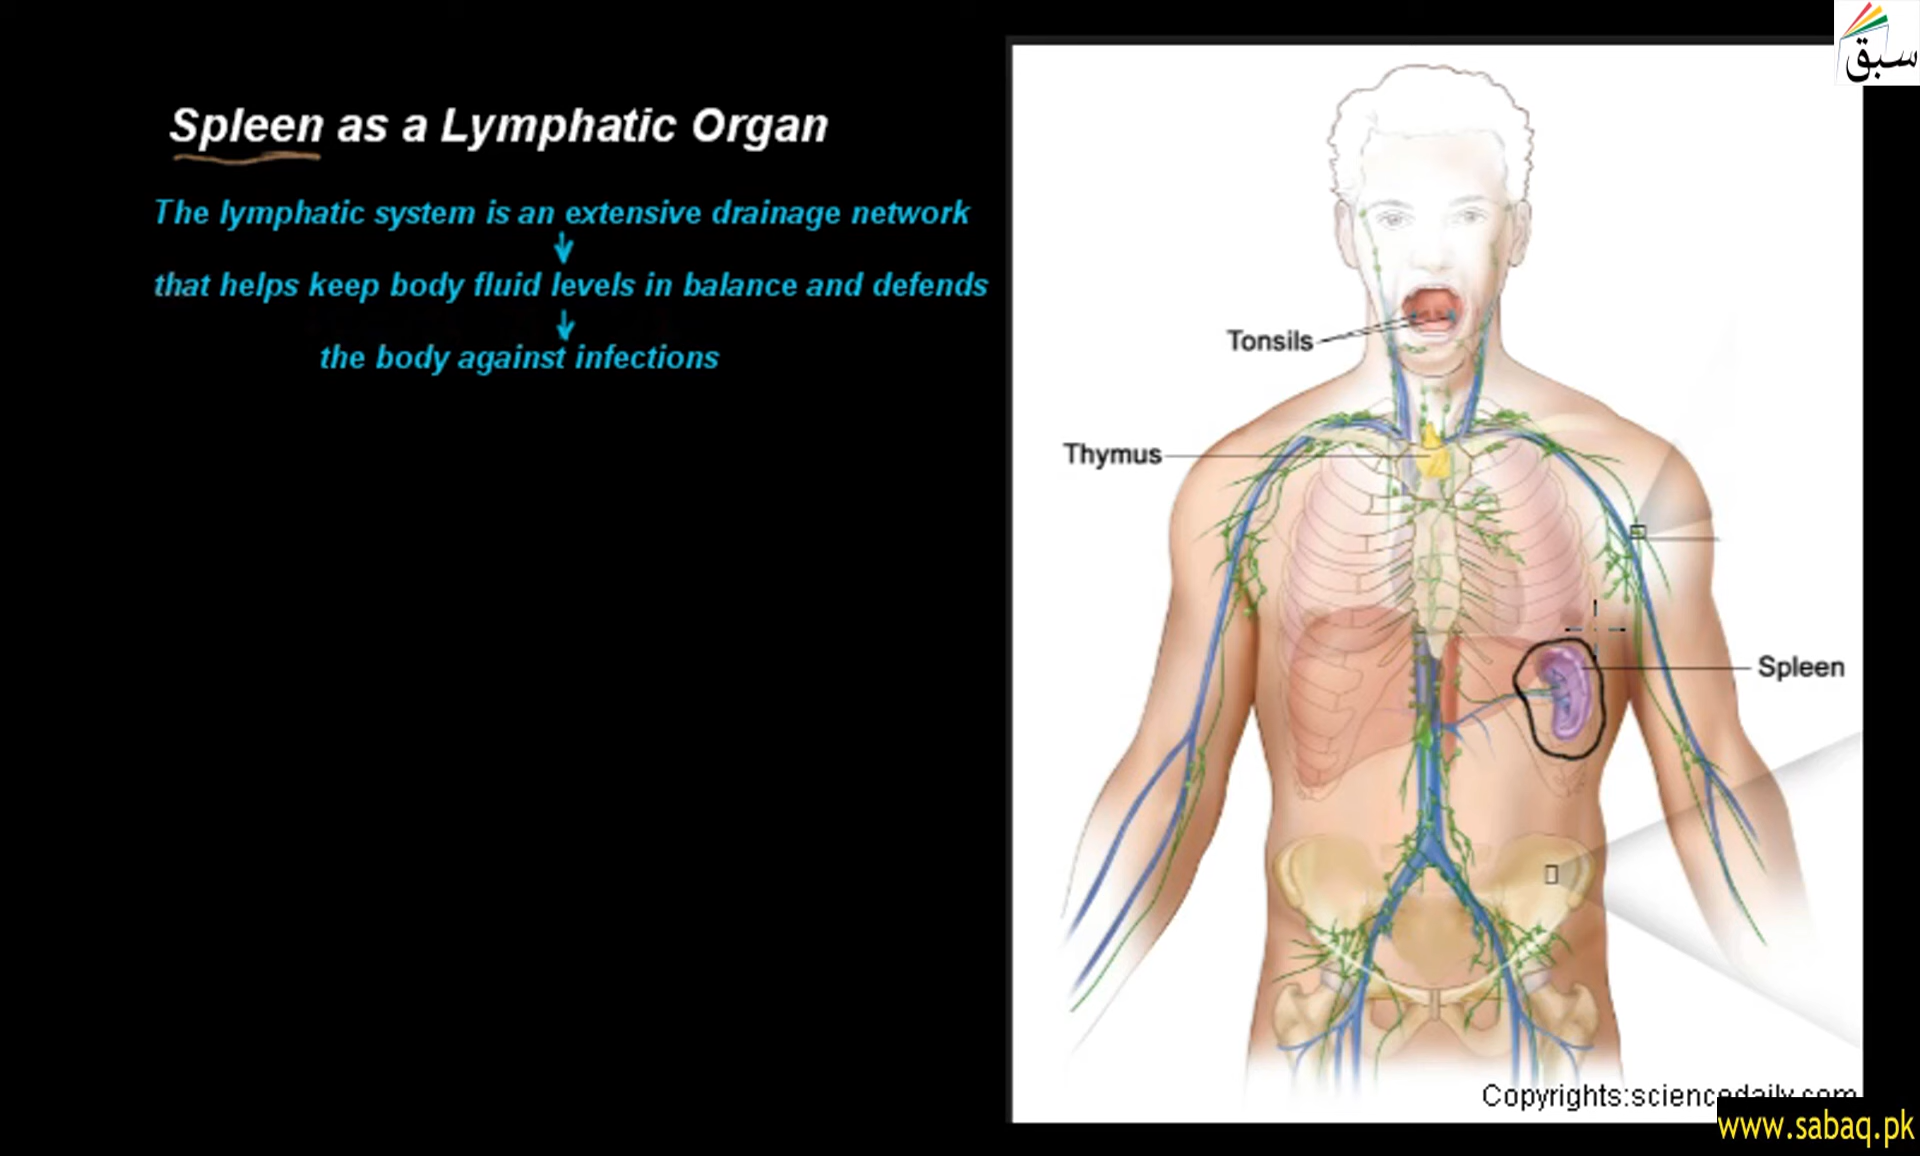 سبق
Spleen as a Lymphatic Organ
The lymphatic system is an extensive drainage network
that helps keep body fluid levels in balance and defends
the body against infections
Tonsils
Thymus
Spleen
Copyrights:sciencedaily.com
www.sabaq.pk